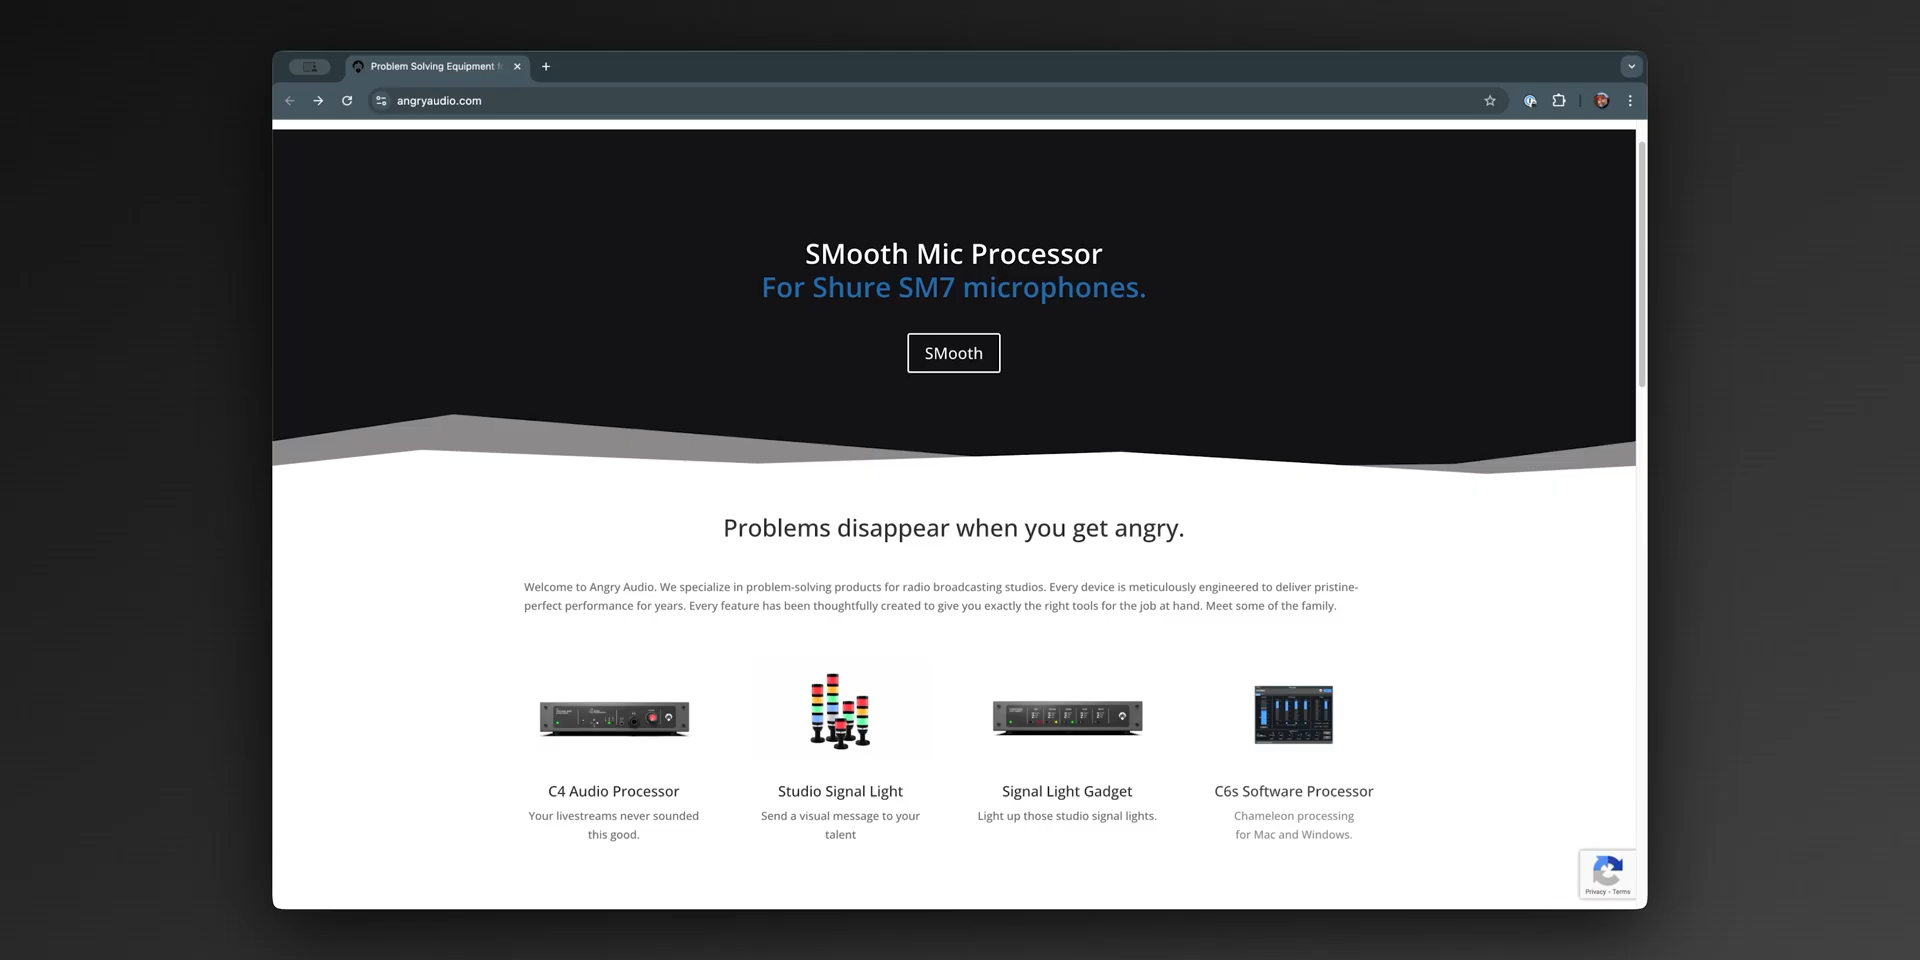 Problem Solving Equipment
angryaudio.com
SMooth Mic Processor
For Shure SM7 microphones.
SMooth
Problems disappear when you get angry.
Welcome to Angry Audio. We specialize in problem-solving products for radio broadcasting studios. Every device is meticulously engineered to deliver pristine-
perfect performance for years. Every feature has been thoughtfully created to give you exactly the right tools for the job at hand. Meet some of the family.
C4 Audio Processor
Your livestreams never sounded
this good.
Studio Signal Light
Send a visual message to your
talent
Signal Light Gadget
Light up those studio signal lights.
C6s Software Processor
Chameleon processing
for Mac and Windows.
Privacy - Terms